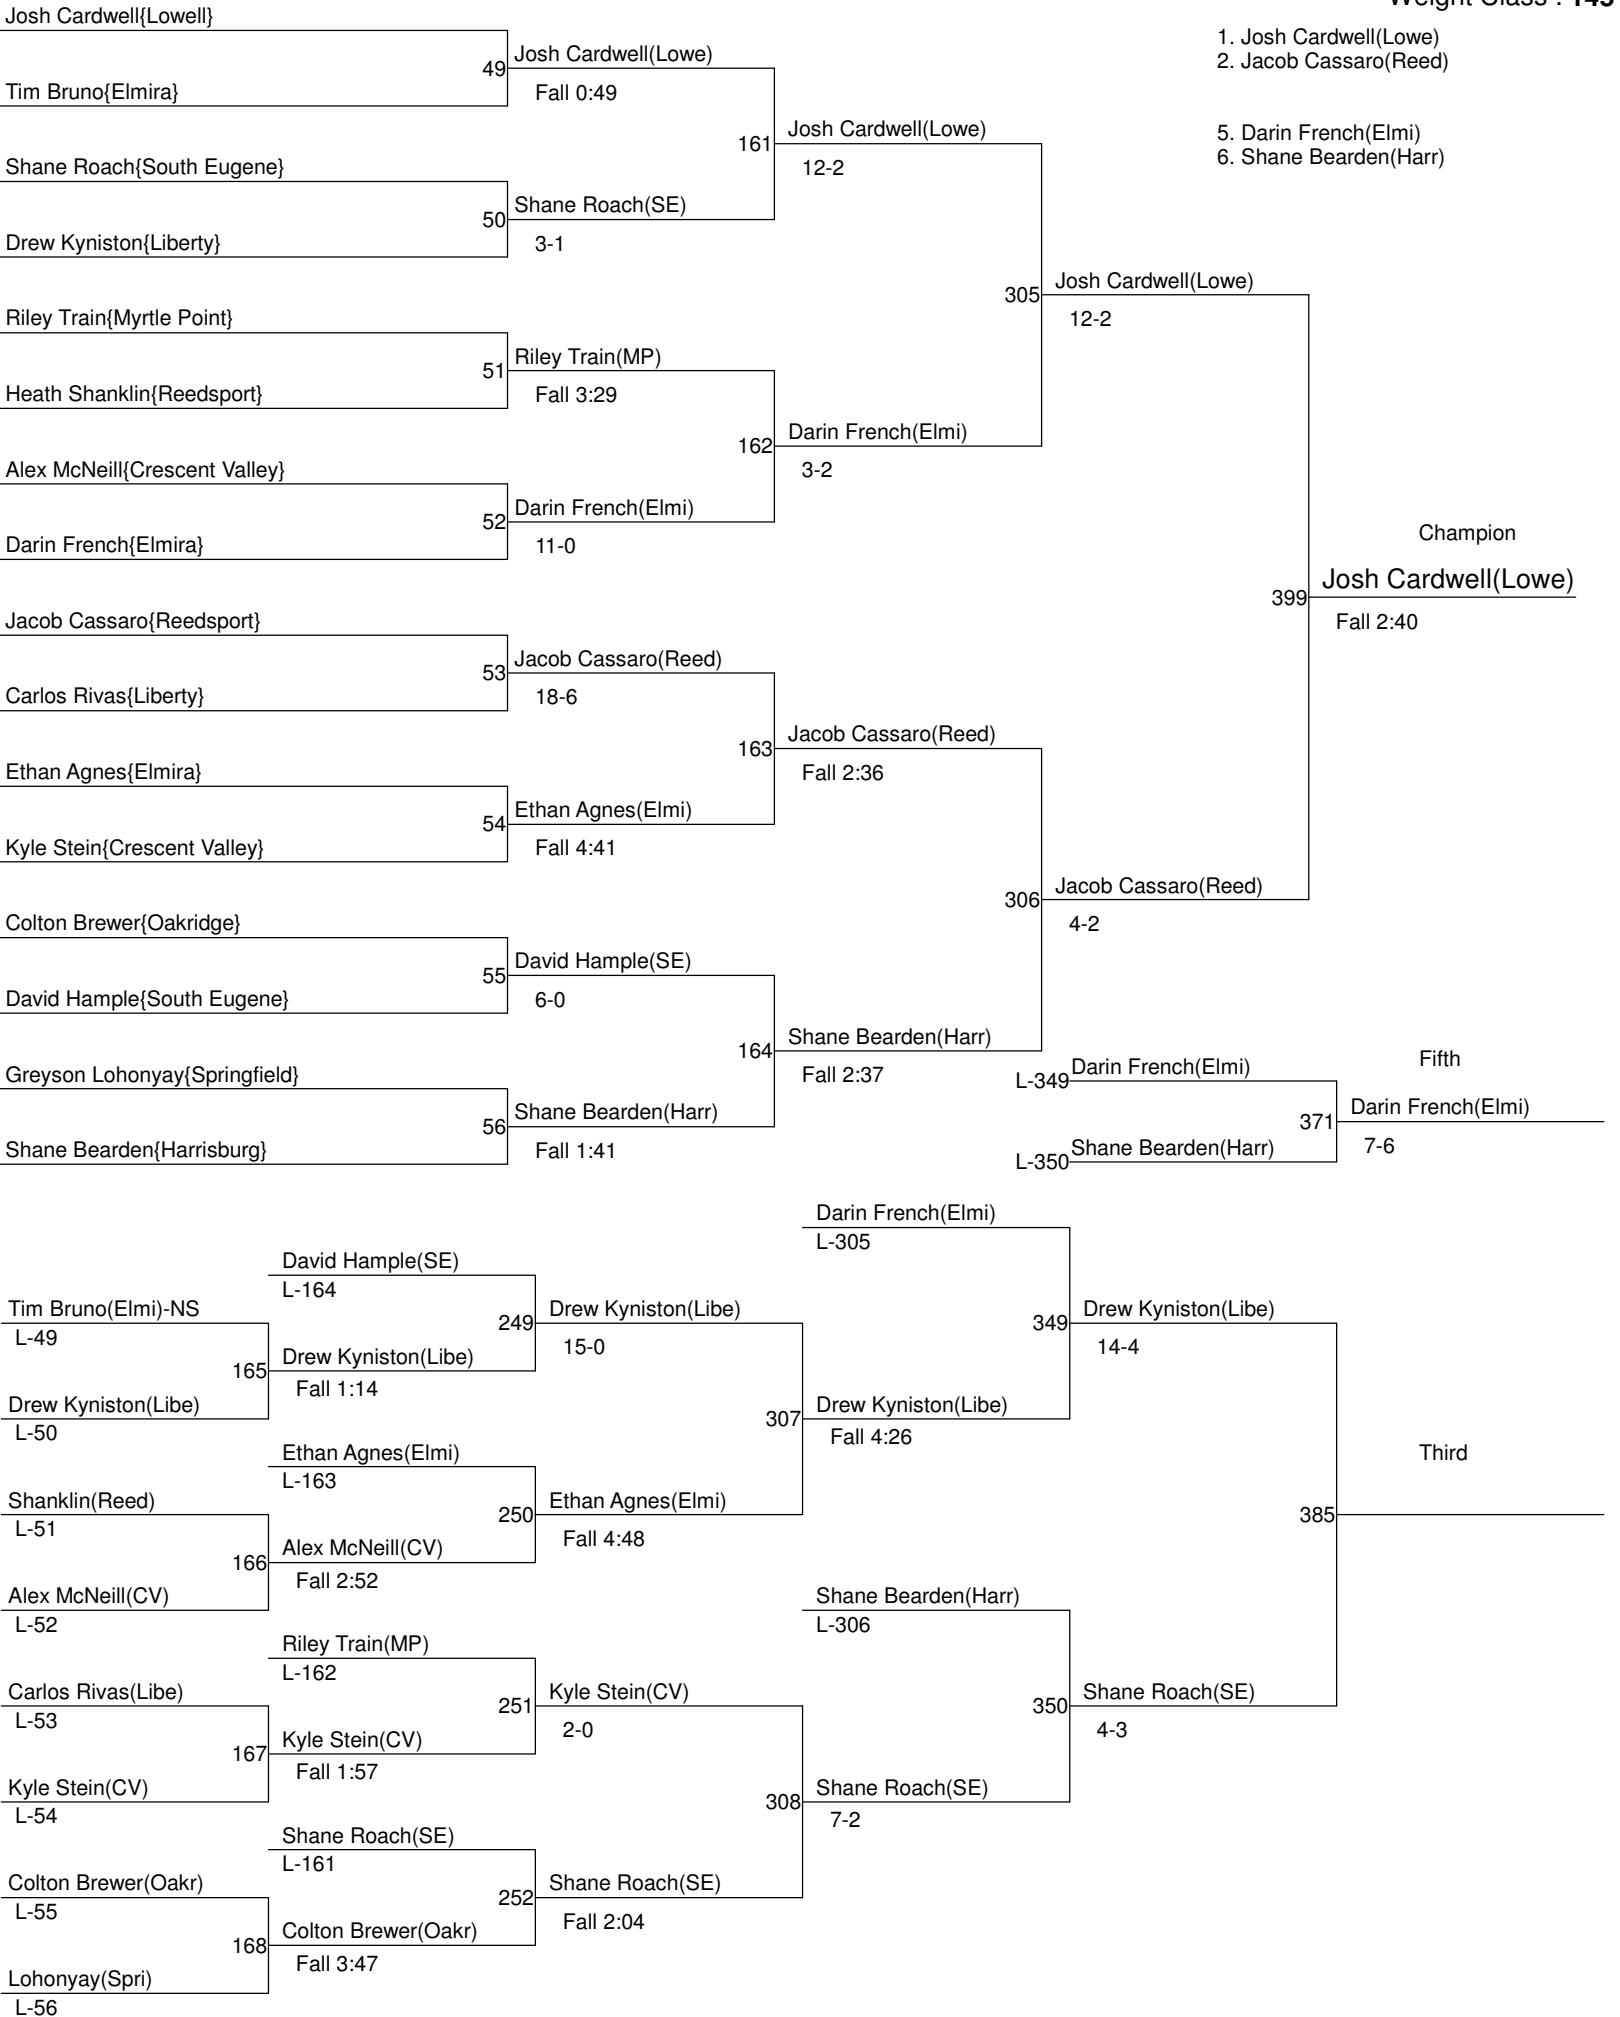 Josh Cardwell{Lowell}
Tim Bruno{Elmira}
Shane Roach{South Eugene}
Drew Kyniston{Liberty}
Riley Train{Myrtle Point}
Heath Shanklin{Reedsport}
Alex McNeill{Crescent Valley}
Darin French{Elmira}
Jacob Cassaro{Reedsport}
Carlos Rivas{Liberty}
Ethan Agnes{Elmira}
Kyle Stein{Crescent Valley}
Colton Brewer{Oakridge}
David Hample{South Eugene}
Greyson Lohonyay{Springfield}
Shane Bearden{Harrisburg}
49
Josh Cardwell(Lowe)
Fall 0:49
50
Shane Roach(SE)
3-1
51
Riley Train(MP)
Fall 3:29
52
Darin French(Elmi)
11-0
53
Jacob Cassaro(Reed)
18-6
54
Ethan Agnes(Elmi)
Fall 4:41
55
David Hample(SE)
6-0
56
Shane Bearden(Harr)
Fall 1:41
161
Josh Cardwell(Lowe)
12-2
162
Darin French(Elmi)
3-2
163
Jacob Cassaro(Reed)
Fall 2:36
164
Shane Bearden(Harr)
Fall 2:37
305
Josh Cardwell(Lowe)
12-2
306
Jacob Cassaro(Reed)
4-2
Weight Class :
1. Josh Cardwell(Lowe)
2. Jacob Cassaro(Reed)
5. Darin French(Elmi)
6. Shane Bearden(Harr)
Champion
399
Josh Cardwell(Lowe)
Fall 2:40
Fifth
L-349
Darin French(Elmi)
L-350
Shane Bearden(Harr)
371
Darin French(Elmi)
7-6
Tim Bruno(Elmi)-NS
L-49
Drew Kyniston(Libe)
L-50
Shanklin(Reed)
L-51
Alex McNeill(CV)
L-52
Carlos Rivas(Libe)
L-53
Kyle Stein(CV)
L-54
Colton Brewer(Oakr)
L-55
Lohonyay(Spri)
L-56
David Hample(SE)
L-164
165
Drew Kyniston(Libe)
Fall 1:14
Ethan Agnes(Elmi)
L-163
166
Alex McNeill(CV)
Fall 2:52
Riley Train(MP)
L-162
167
Kyle Stein(CV)
Fall 1:57
Shane Roach(SE)
L-161
168
Colton Brewer(Oakr)
Fall 3:47
249
Drew Kyniston(Libe)
15-0
250
Ethan Agnes(Elmi)
Fall 4:48
251
Kyle Stein(CV)
2-0
252
Shane Roach(SE)
Fall 2:04
Darin French(Elmi)
L-305
307
Drew Kyniston(Libe)
Fall 4:26
Shane Bearden(Harr)
L-306
308
Shane Roach(SE)
7-2
349
Drew Kyniston(Libe)
14-4
350
Shane Roach(SE)
4-3
Third
385